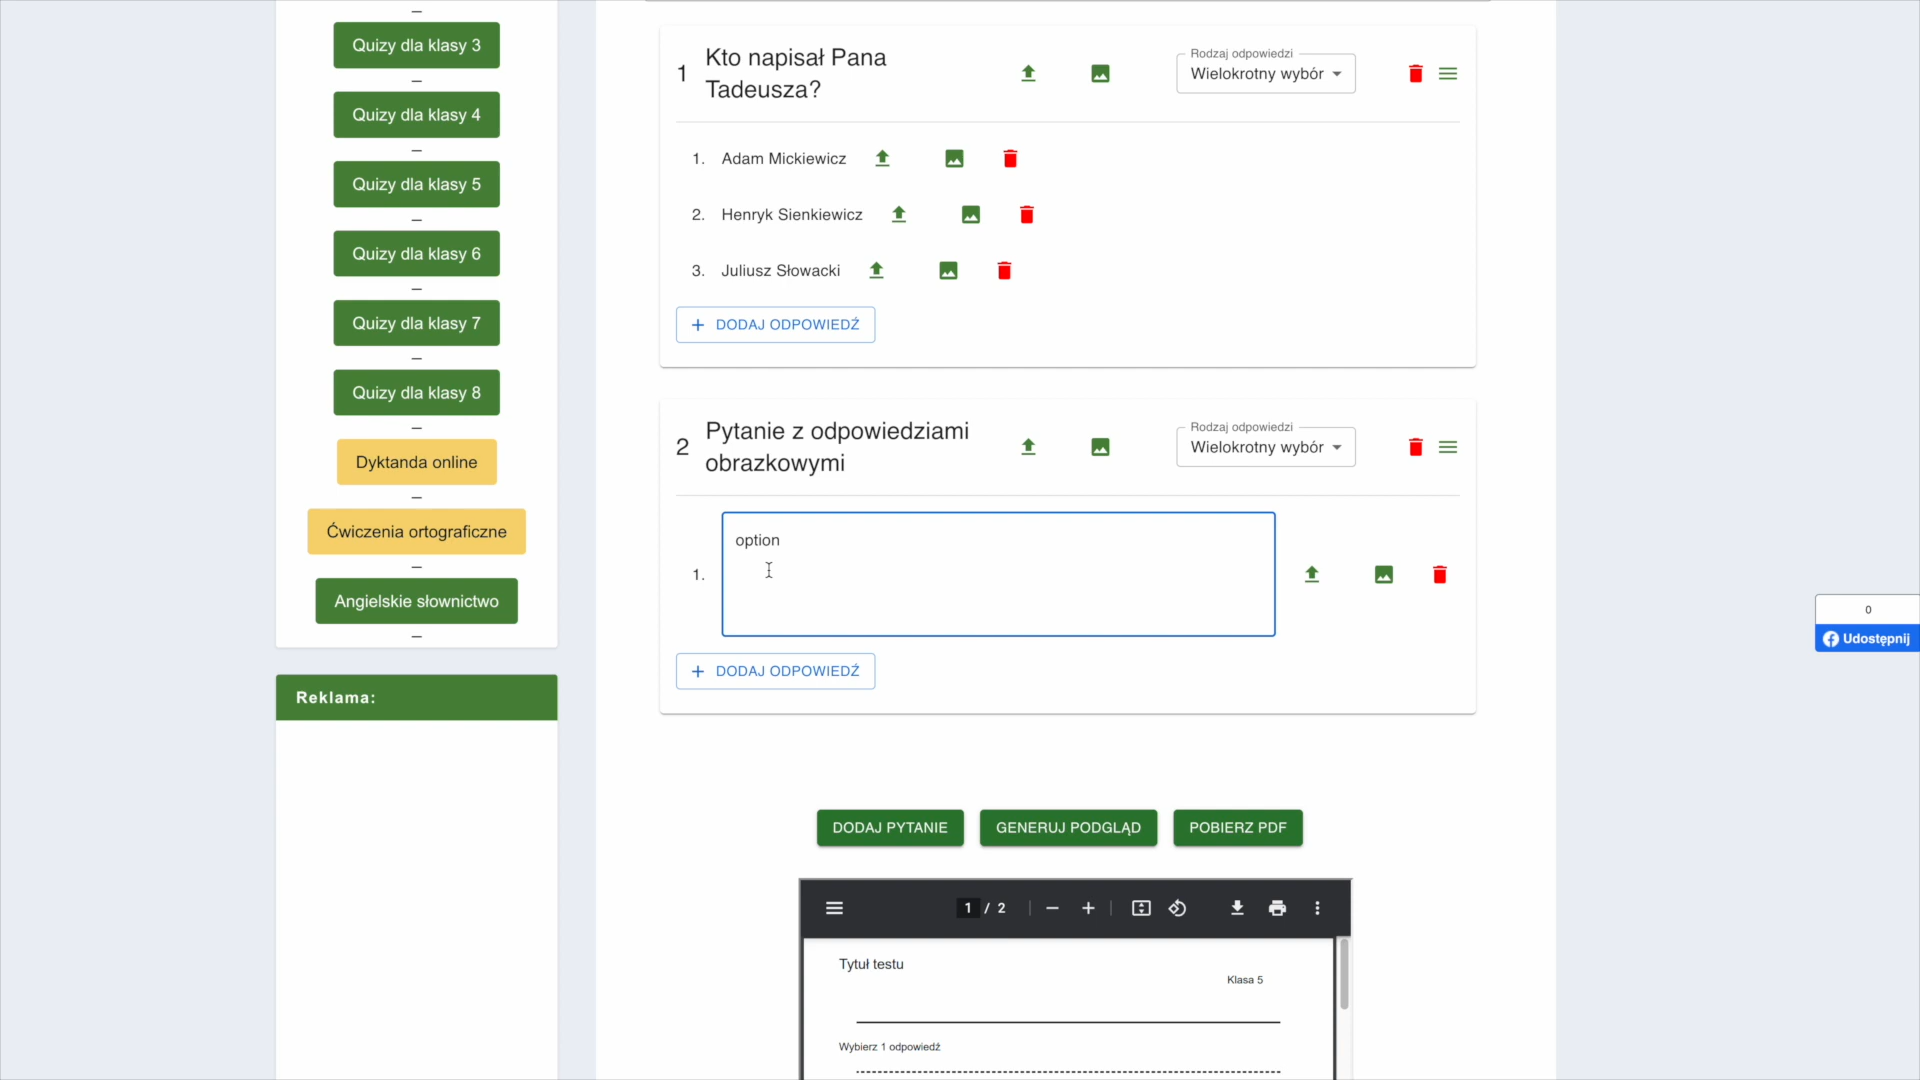 Quizy dla klasy 3
Quizy dla klasy 4
Quizy dla klasy 5
Quizy dla klasy 6
Quizy dla klasy 7
Quizy dla klasy 8
Dyktanda online
Ćwiczenia ortograficzne
Angielskie słownictwo
Reklama:
1
Kto napisał Pana
Tadeusza?
Rodzaj odpowiedzi
Wielokrotny wybór
1. Adam Mickiewicz
2. Henryk Sienkiewicz
3. Juliusz Słowacki
+ DODAJ ODPOWIEDŹ
2
Pytanie z odpowiedziami
obrazkowymi
Rodzaj odpowiedzi
Wielokrotny wybór
option
1.
+ DODAJ ODPOWIEDŹ
DODAJ PYTANIE
GENERUJ PODGLĄD
POBIERZ PDF
1 / 2
Tytuł testu
Klasa 5
Wybierz 1 odpowiedź
0
Udostępnij